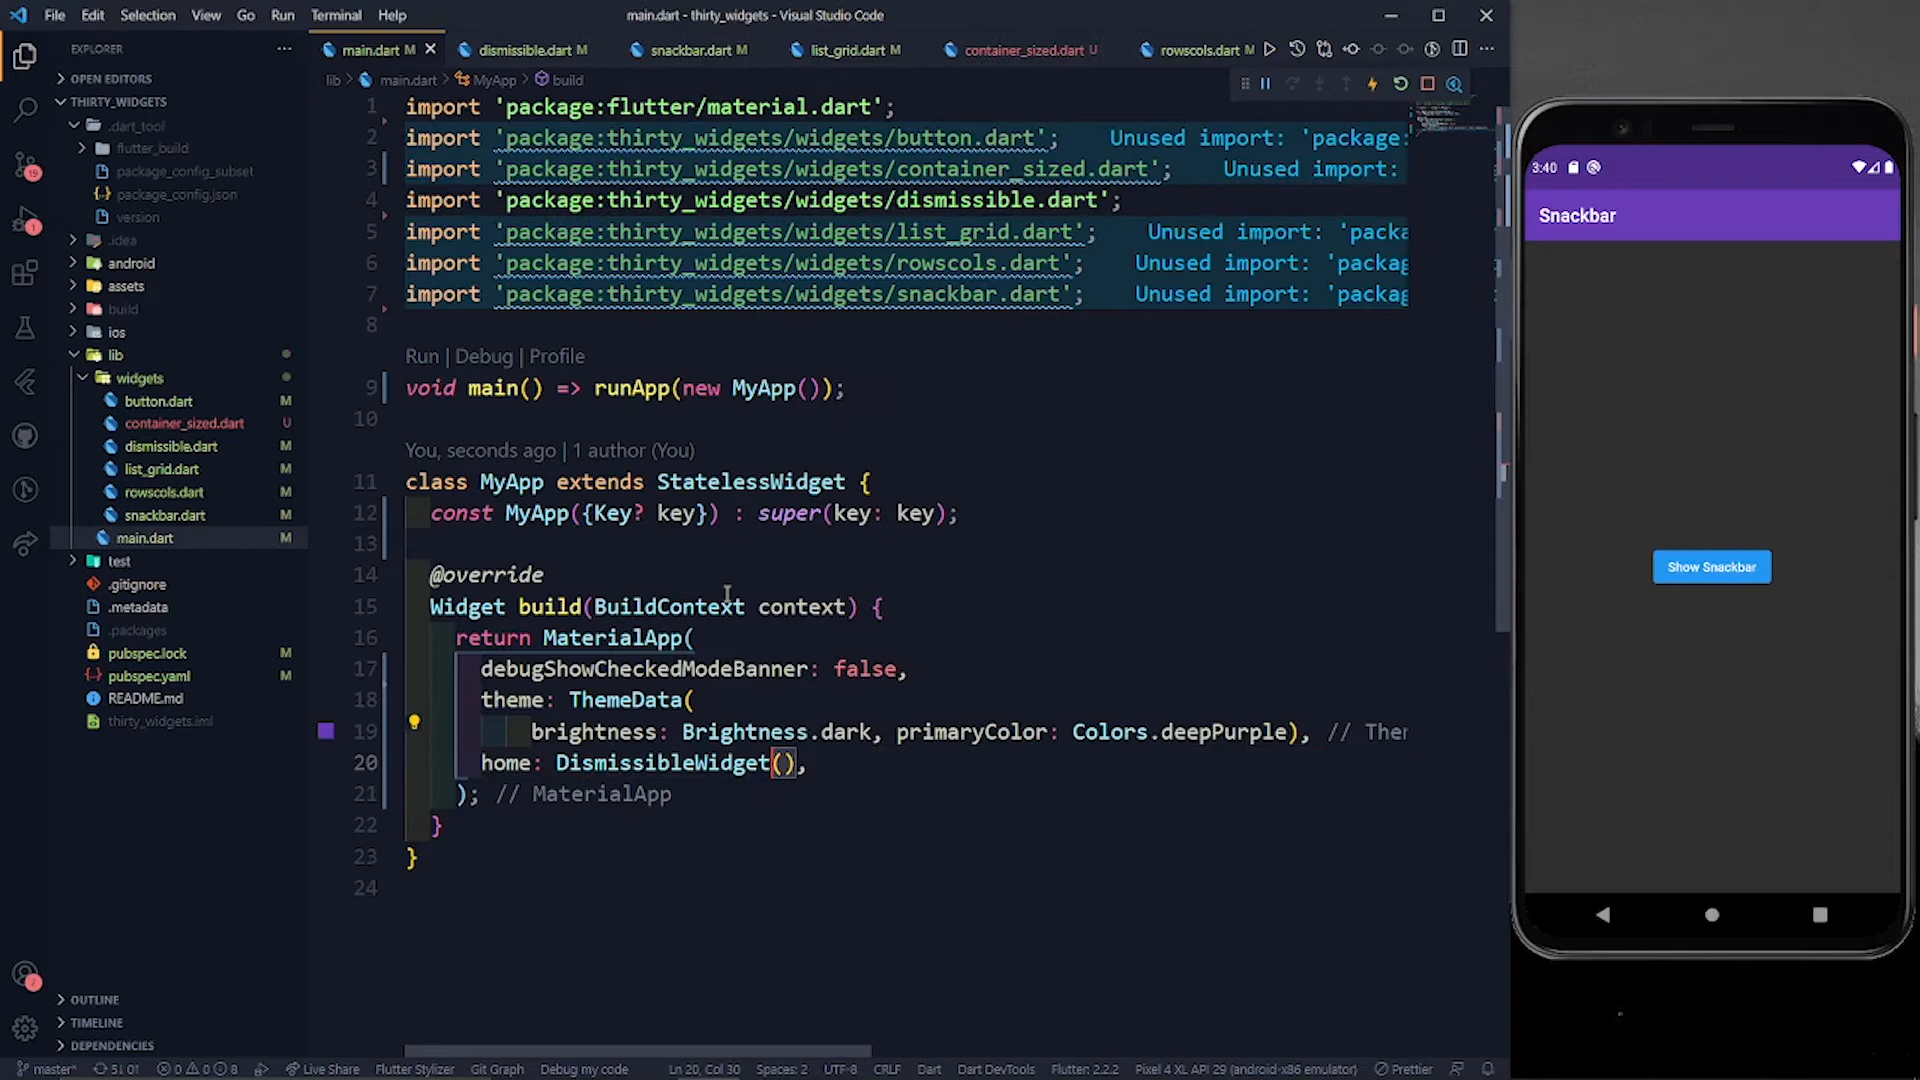 File Edit Selection View Go Run Terminal Help
main.dart - thirty_widgets - Visual Studio Code
EXPLORER
main.dart M
dismissible.dart M
snackbar.dart M
list_grid.dart M
container_sized.dart U
rowscols.dart M
OPEN EDITORS
lib > main.dart > MyApp > build
THIRTY_WIDGETS
.dart_tool
flutter_build
package_config_subset
package_config.json
version
.idea
android
assets
build
ios
lib
widgets
button.dart M
container_sized.dart U
dismissible.dart M
list_grid.dart M
rowscols.dart M
snackbar.dart M
main.dart M
test
.gitignore
.metadata
.packages
pubspec.lock M
pubspec.yaml M
README.md
thirty_widgets.iml
OUTLINE
TIMELINE
DEPENDENCIES
19
1
2
1 import 'package:flutter/material.dart';
2 import 'package:thirty_widgets/widgets/button.dart'; Unused import: 'package:
3 import 'package:thirty_widgets/widgets/container_sized.dart'; Unused import:
4 import 'package:thirty_widgets/widgets/dismissible.dart';
5 import 'package:thirty_widgets/widgets/list_grid.dart'; Unused import: 'packa
6 import 'package:thirty_widgets/widgets/rowscols.dart'; Unused import: 'packag
7 import 'package:thirty_widgets/widgets/snackbar.dart'; Unused import: 'packag
8
Run | Debug | Profile
9 void main() => runApp(new MyApp());
10
You, seconds ago | 1 author (You)
11 class MyApp extends StatelessWidget {
12 const MyApp({Key? key}) : super(key: key);
13
14 @override
15 Widget build(BuildContext context) {
16 return MaterialApp(
17 debugShowCheckedModeBanner: false,
18 theme: ThemeData(
19 brightness: Brightness.dark, primaryColor: Colors.deepPurple), // Ther
20 home: DismissibleWidget(),
21 ); // MaterialApp
22 }
23 }
24
3:40
Snackbar
Show Snackbar
master* 5↓ 0↑ 0 0 8 Live Share Flutter Stylizer Git Graph Debug my code Ln 20, Col 30 Spaces: 2 UTF-8 CRLF Dart Dart DevTools Flutter: 2.2.2 Pixel 4 XL API 29 (android-x86 emulator) Prettier